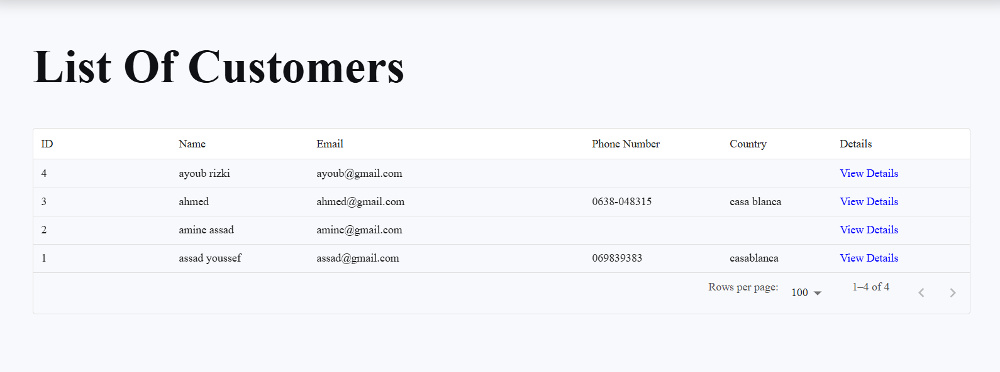 List Of Customers
ID Name Email Phone Number Country Details
4 ayoub rizki ayoub@gmail.com View Details
3 ahmed ahmed@gmail.com 0638-048315 casa blanca View Details
2 amine assad amine@gmail.com View Details
1 assad youssef assad@gmail.com 069839383 casablanca View Details
Rows per page: 100 1–4 of 4